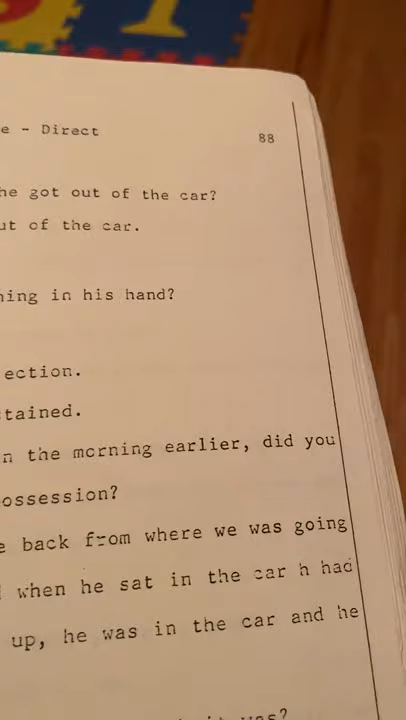 e - Direct 88
he got out of the car?
ut of the car.
hing in his hand?
ection.
tained.
n the mcrning earlier, did you
ossession?
e back from where we was going
when he sat in the car h had
up, he was in the car and he